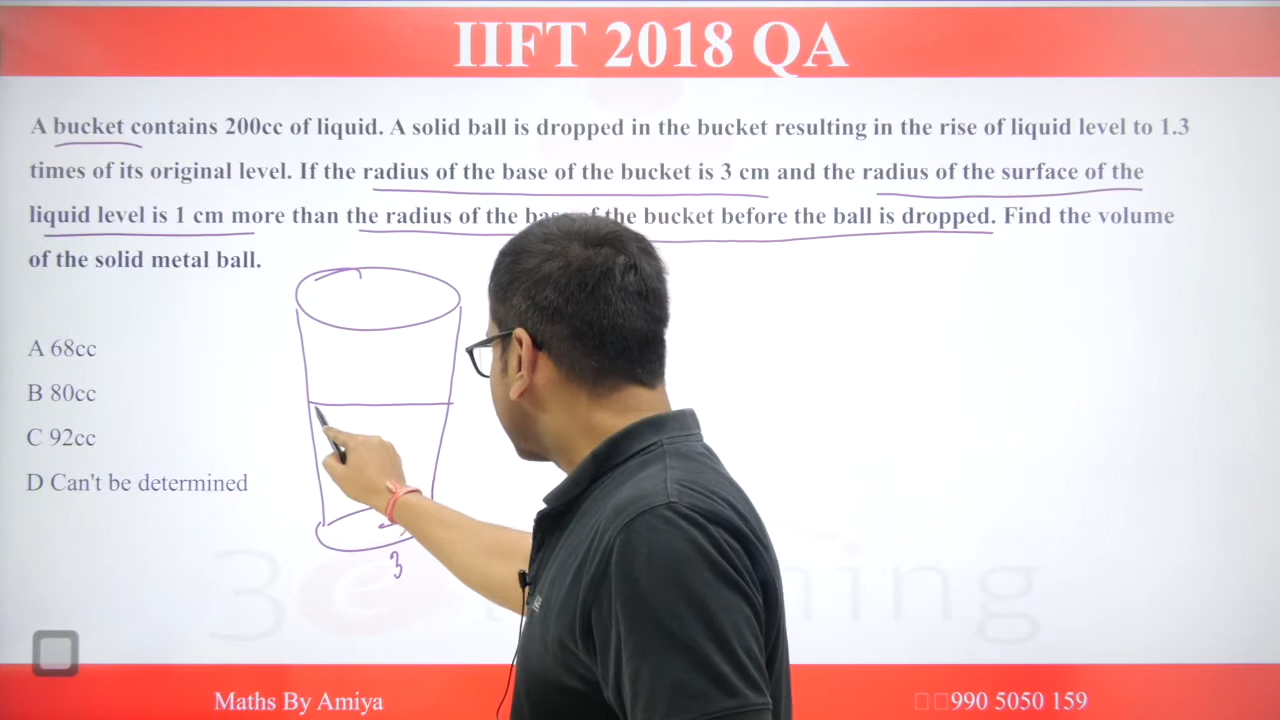 IIFT 2018 QA
A bucket contains 200cc of liquid. A solid ball is dropped in the bucket resulting in the rise of liquid level to 1.3
times of its original level. If the radius of the base of the bucket is 3 cm and the radius of the surface of the
liquid level is 1 cm more than the radius of the base of the bucket before the ball is dropped. Find the volume
of the solid metal ball.
A 68cc
B 80cc
C 92cc
D Can't be determined
3
Maths By Amiya
990 5050 159